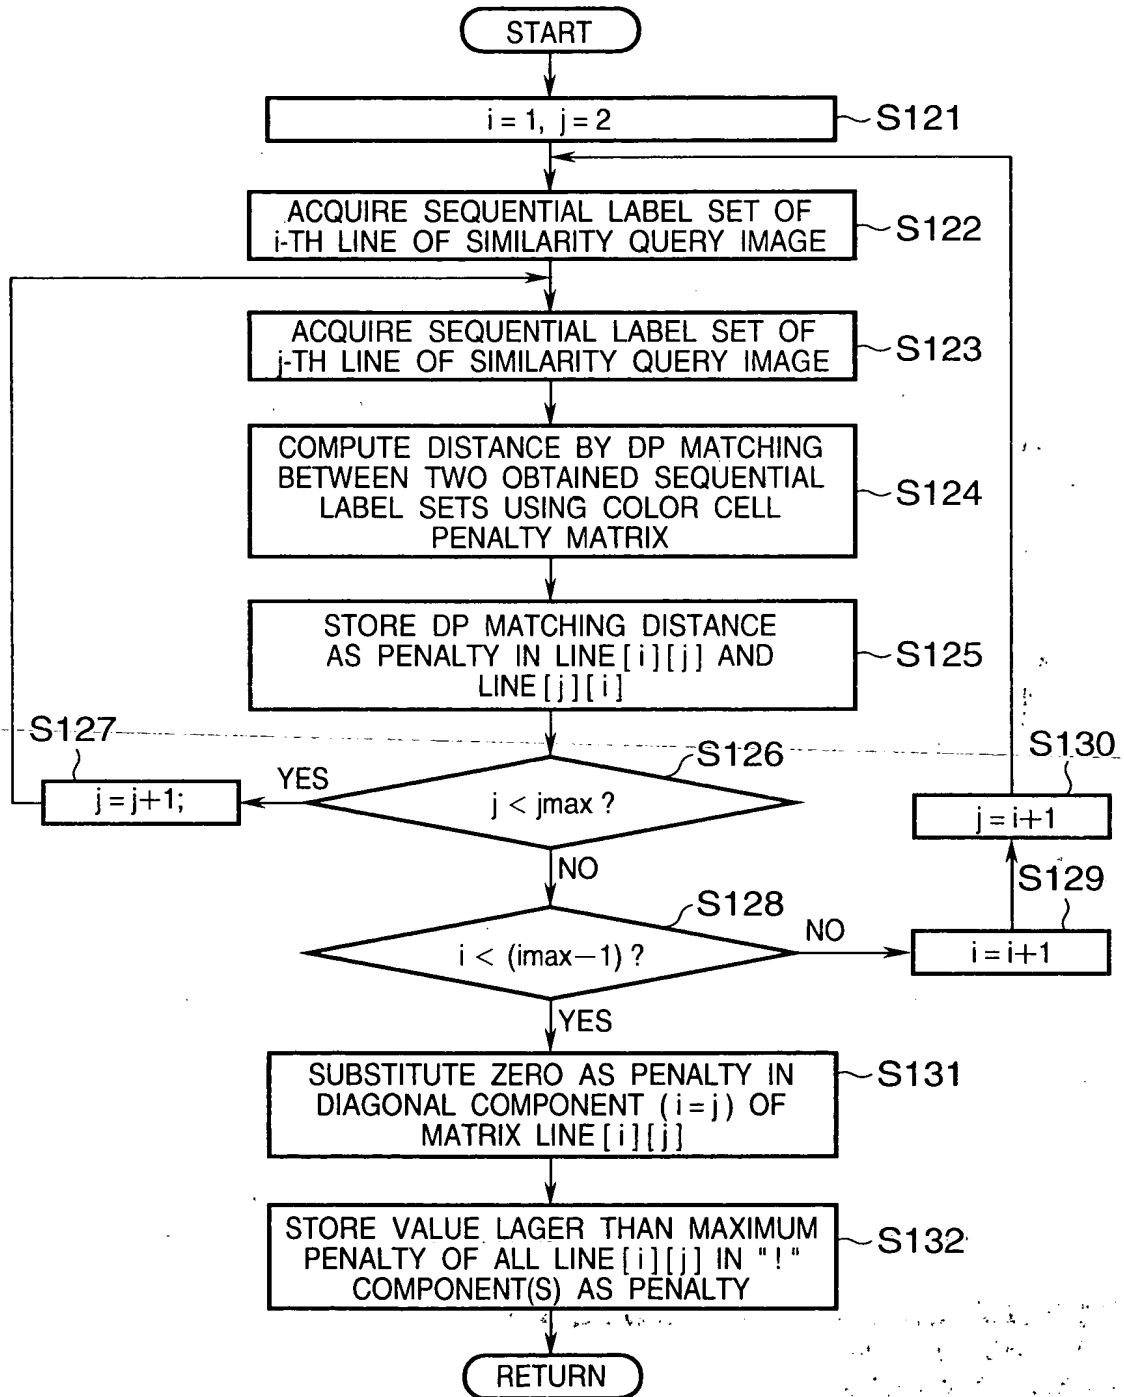 START
i = 1, j = 2
S121
ACQUIRE SEQUENTIAL LABEL SET OF
i-TH LINE OF SIMILARITY QUERY IMAGE
S122
ACQUIRE SEQUENTIAL LABEL SET OF
j-TH LINE OF SIMILARITY QUERY IMAGE
S123
COMPUTE DISTANCE BY DP MATCHING
BETWEEN TWO OBTAINED SEQUENTIAL
LABEL SETS USING COLOR CELL
PENALTY MATRIX
S124
STORE DP MATCHING DISTANCE
AS PENALTY IN LINE[i][j] AND
LINE[j][i]
S125
S127
j = j+1;
YES
S126
j < jmax ?
NO
S130
j = i+1
S129
i = i+1
S128
i < (imax−1) ?
NO
YES
SUBSTITUTE ZERO AS PENALTY IN
DIAGONAL COMPONENT (i=j) OF
MATRIX LINE[i][j]
S131
STORE VALUE LAGER THAN MAXIMUM
PENALTY OF ALL LINE[i][j] IN "!"
COMPONENT(S) AS PENALTY
S132
RETURN